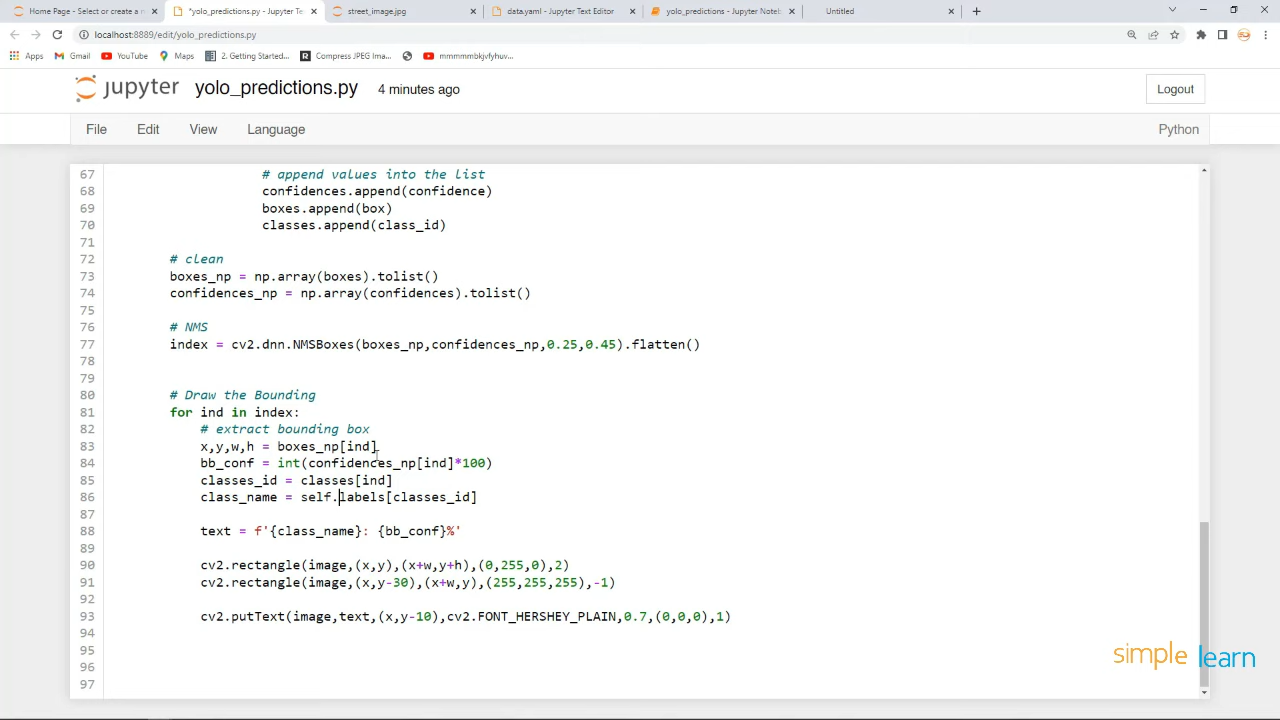 Home Page - Select or create a n
*yolo_predictions.py - Jupyter Te
street_image.jpg
data.yaml - Jupyter Text Editor
yolo_predictions - Jupyter Note
Untitled
localhost:8889/edit/yolo_predictions.py
Apps
Gmail
YouTube
Maps
2. Getting Started...
Compress JPEG Ima...
mmmmmbkjvfyhuv...
jupyter yolo_predictions.py 4 minutes ago
Logout
File Edit View Language Python
67 # append values into the list
68 confidences.append(confidence)
69 boxes.append(box)
70 classes.append(class_id)
71
72 # clean
73 boxes_np = np.array(boxes).tolist()
74 confidences_np = np.array(confidences).tolist()
75
76 # NMS
77 index = cv2.dnn.NMSBoxes(boxes_np,confidences_np,0.25,0.45).flatten()
78
79
80 # Draw the Bounding
81 for ind in index:
82 # extract bounding box
83 x,y,w,h = boxes_np[ind]
84 bb_conf = int(confidences_np[ind]*100)
85 classes_id = classes[ind]
86 class_name = self.labels[classes_id]
87
88 text = f'{class_name}: {bb_conf}%'
89
90 cv2.rectangle(image,(x,y),(x+w,y+h),(0,255,0),2)
91 cv2.rectangle(image,(x,y-30),(x+w,y),(255,255,255),-1)
92
93 cv2.putText(image,text,(x,y-10),cv2.FONT_HERSHEY_PLAIN,0.7,(0,0,0),1)
94
95
96
97
simplelearn